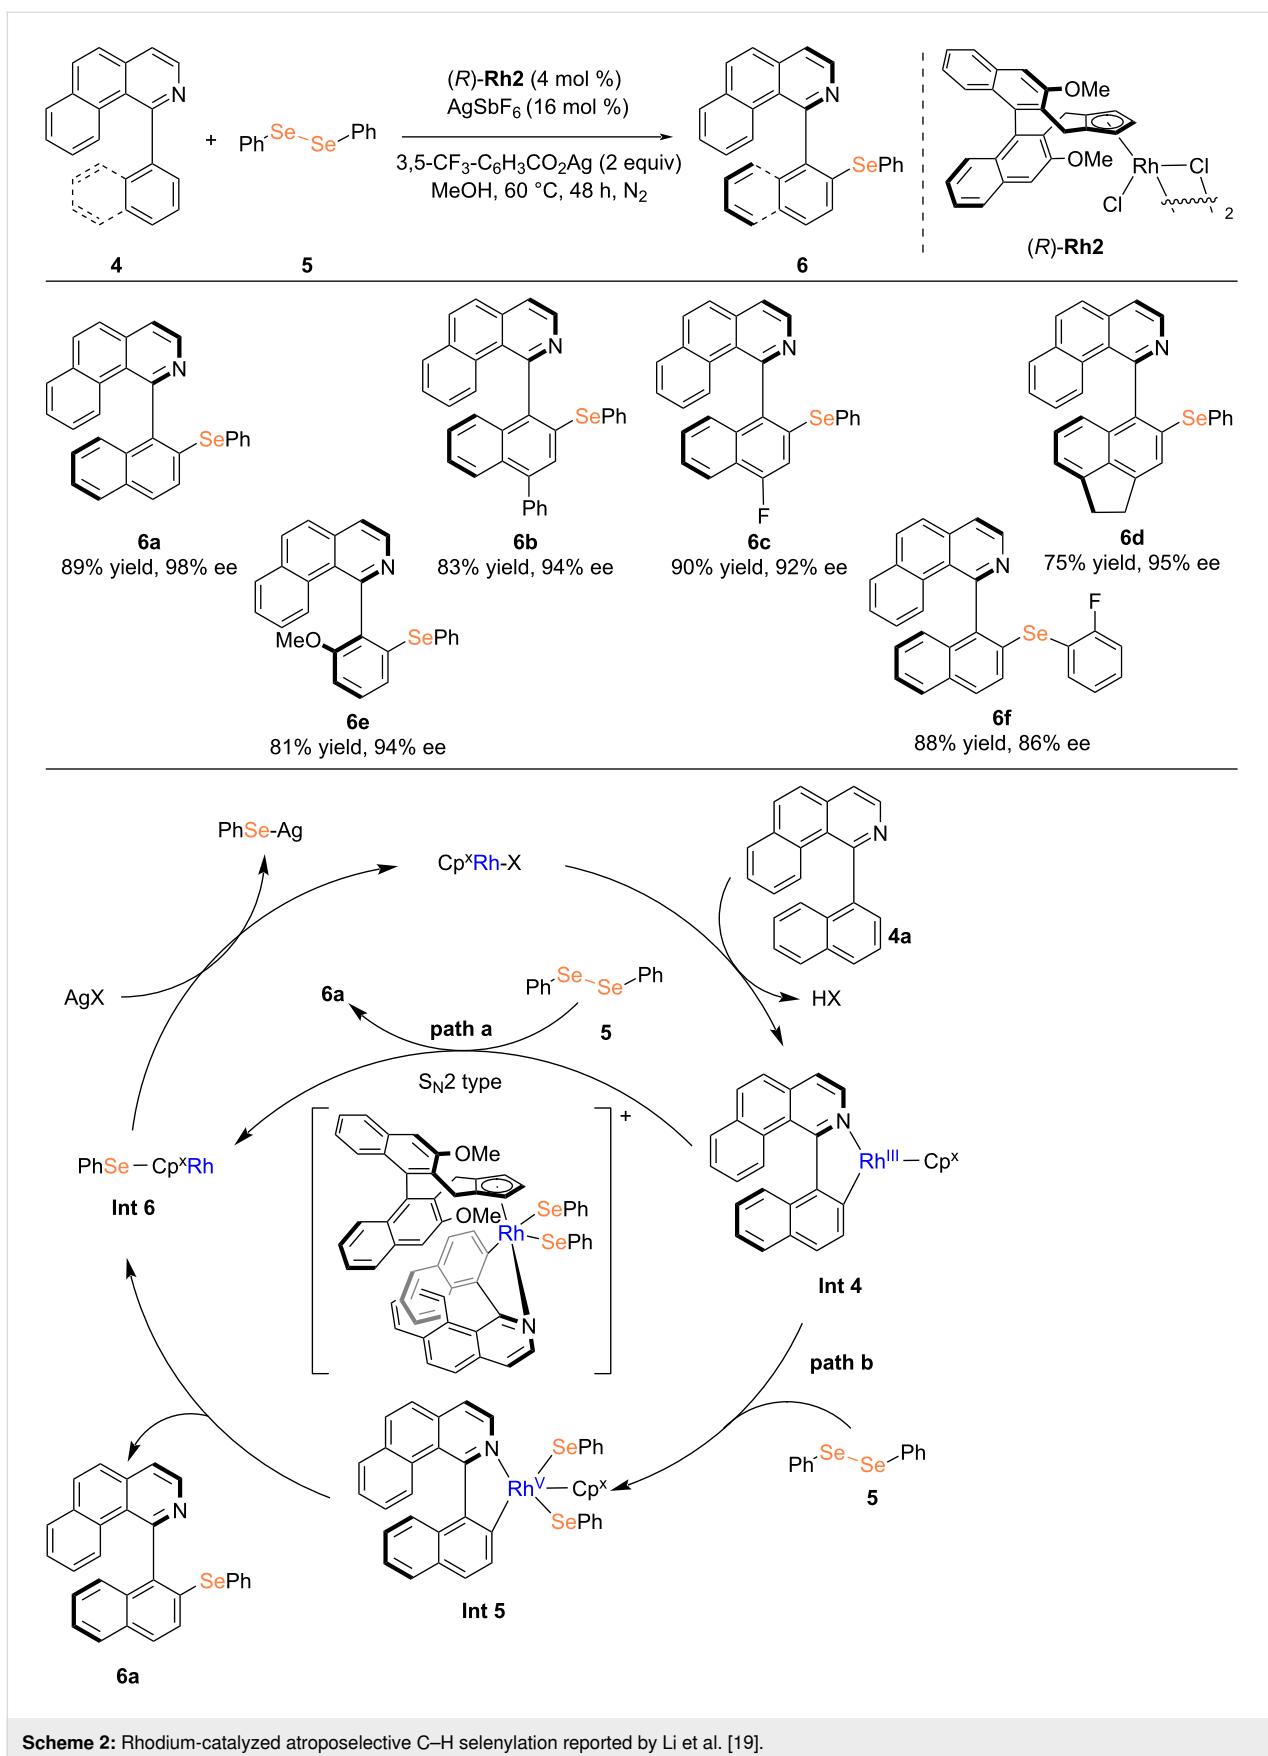 N
+
PhSe–SePh
(R)-Rh2 (4 mol %)
AgSbF6 (16 mol %)
3,5-CF3-C6H3CO2Ag (2 equiv)
MeOH, 60 °C, 48 h, N2
N
SePh
OMe
OMe
Rh
Cl
Cl
2
4
5
6
(R)-Rh2
N
SePh
6a
89% yield, 98% ee
N
SePh
Ph
6b
83% yield, 94% ee
N
SePh
F
6c
90% yield, 92% ee
N
SePh
6d
75% yield, 95% ee
N
MeO
SePh
6e
81% yield, 94% ee
N
Se
F
6f
88% yield, 86% ee
PhSe-Ag
CpxRh-X
N
4a
AgX
HX
6a
path a
Ph Se Se Ph
5
SN2 type
+
OMe
OMe
Rh
SePh
SePh
N
N
RhIII
Cpx
Int 4
PhSe–CpxRh
Int 6
path b
Ph Se Se Ph
5
N
RhV
SePh
Cpx
SePh
Int 5
N
SePh
6a
Scheme 2: Rhodium-catalyzed atroposelective C–H selenylation reported by Li et al. [19].